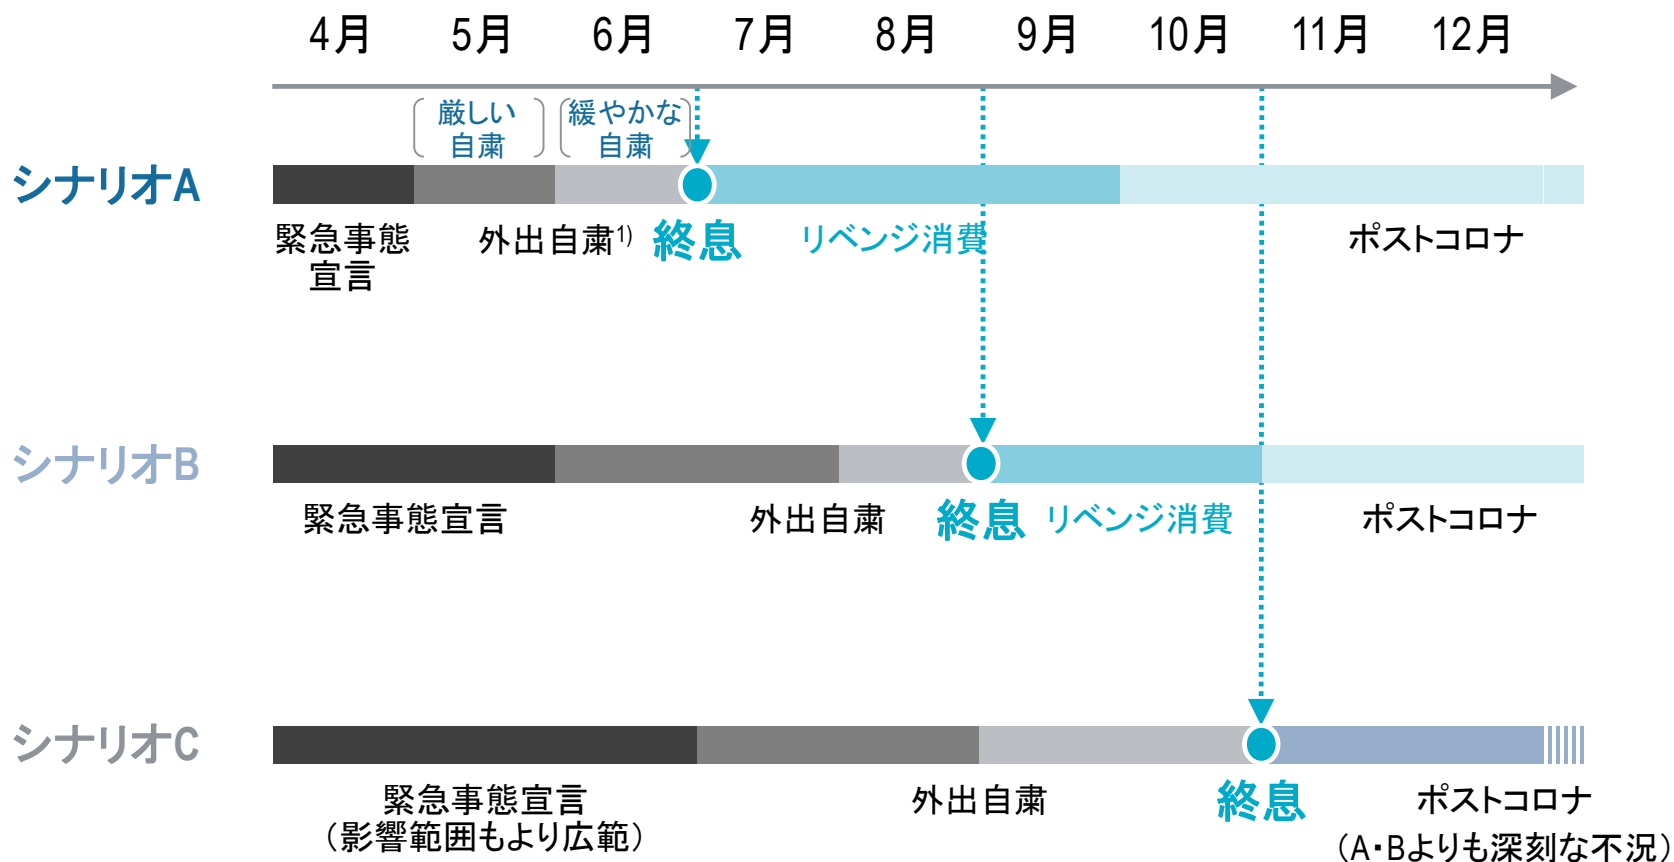 4月 5月 6月 7月 8月 9月 10月 11月 12月
厳しい
自粛
緩やかな
自粛
シナリオA
緊急事態
宣言
外出自粛1)
終息
リベンジ消費
ポストコロナ
シナリオB
緊急事態宣言
外出自粛
終息
リベンジ消費
ポストコロナ
シナリオC
緊急事態宣言
（影響範囲もより広範）
外出自粛
終息
ポストコロナ
（A・Bよりも深刻な不況）